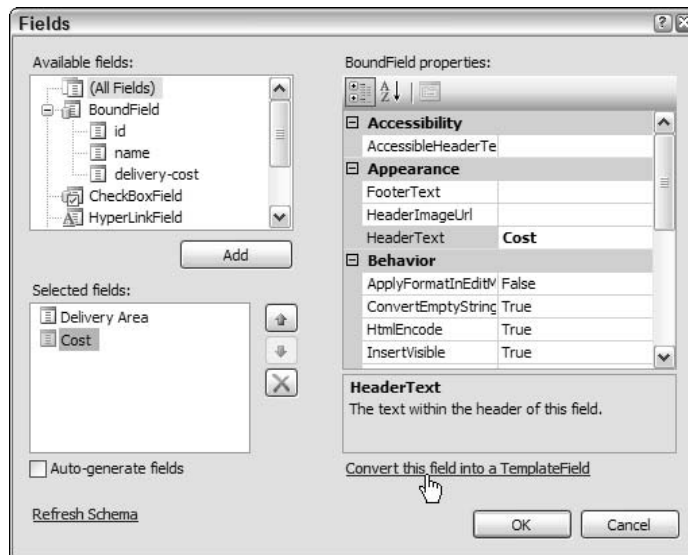 Fields
Available fields:
(All Fields)
BoundField
id
name
delivery-cost
CheckBoxField
HyperLinkField
Add
Selected fields:
Delivery Area
Cost
Auto-generate fields
Refresh Schema
BoundField properties:
Accessibility
AccessibleHeaderTe
Appearance
FooterText
HeaderImageUrl
HeaderText Cost
Behavior
ApplyFormatInEditM False
ConvertEmptyString True
HtmlEncode True
InsertVisible True
HeaderText
The text within the header of this field.
Convert this field into a TemplateField
OK Cancel